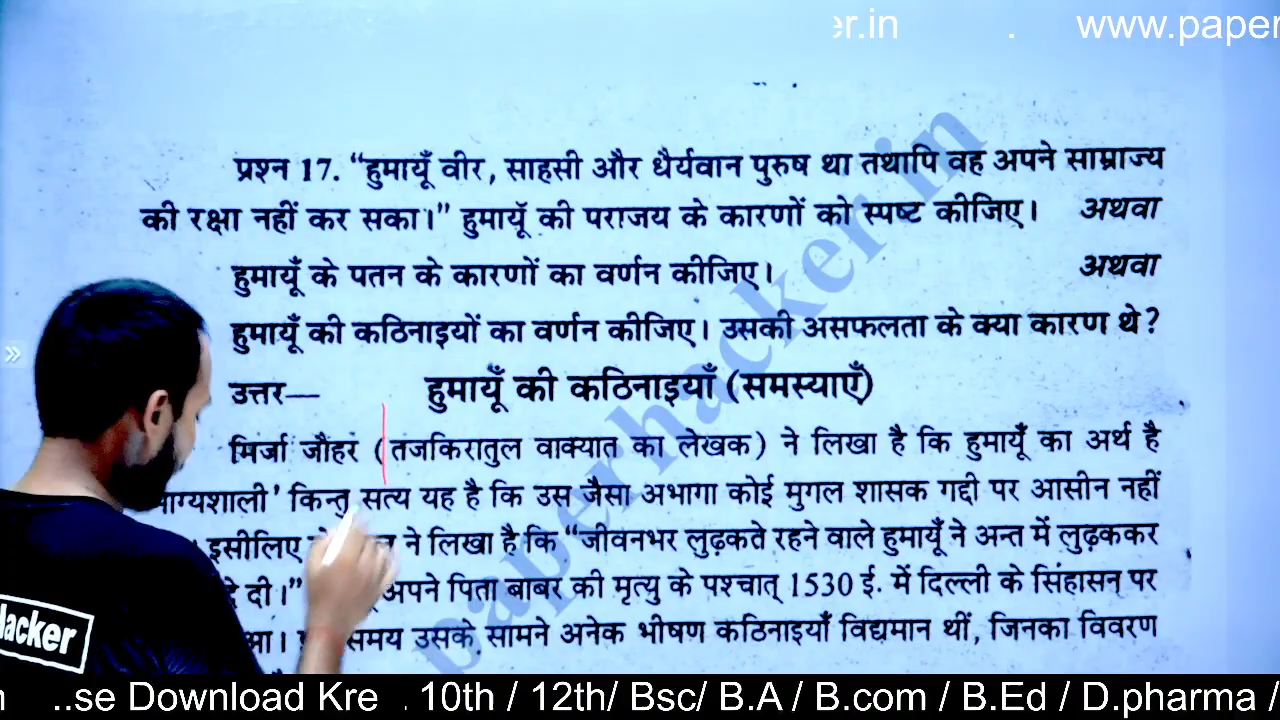 er.in . www.paper
प्रश्न 17. “हुमायूँ वीर, साहसी और धैर्यवान पुरुष था तथापि वह अपने साम्राज्य
की रक्षा नहीं कर सका।” हुमायूँ की पराजय के कारणों को स्पष्ट कीजिए। अथवा
हुमायूँ के पतन के कारणों का वर्णन कीजिए। अथवा
हुमायूँ की कठिनाइयों का वर्णन कीजिए। उसकी असफलता के क्या कारण थे?
उत्तर— हुमायूँ की कठिनाइयाँ (समस्याएँ)
मिर्जा जौहर (तजकिरातुल वाक्यात का लेखक) ने लिखा है कि हुमायूँ का अर्थ है
किन्तु सत्य यह है कि उस जैसा अभागा कोई मुगल शासक गद्दी पर आसीन नहीं
इसीलिए ने लिखा है कि “जीवनभर लुढ़कते रहने वाले हुमायूँ ने अन्त में लुढ़ककर
दी।” अपने पिता बाबर की मृत्यु के पश्चात् 1530 ई. में दिल्ली के सिंहासन पर
समय उसके सामने अनेक भीषण कठिनाइयाँ विद्यमान थीं, जिनका विवरण
paperhacker.in
Hacker
..se Download Kre . 10th / 12th/ Bsc/ B.A / B.com / B.Ed / D.pharma /